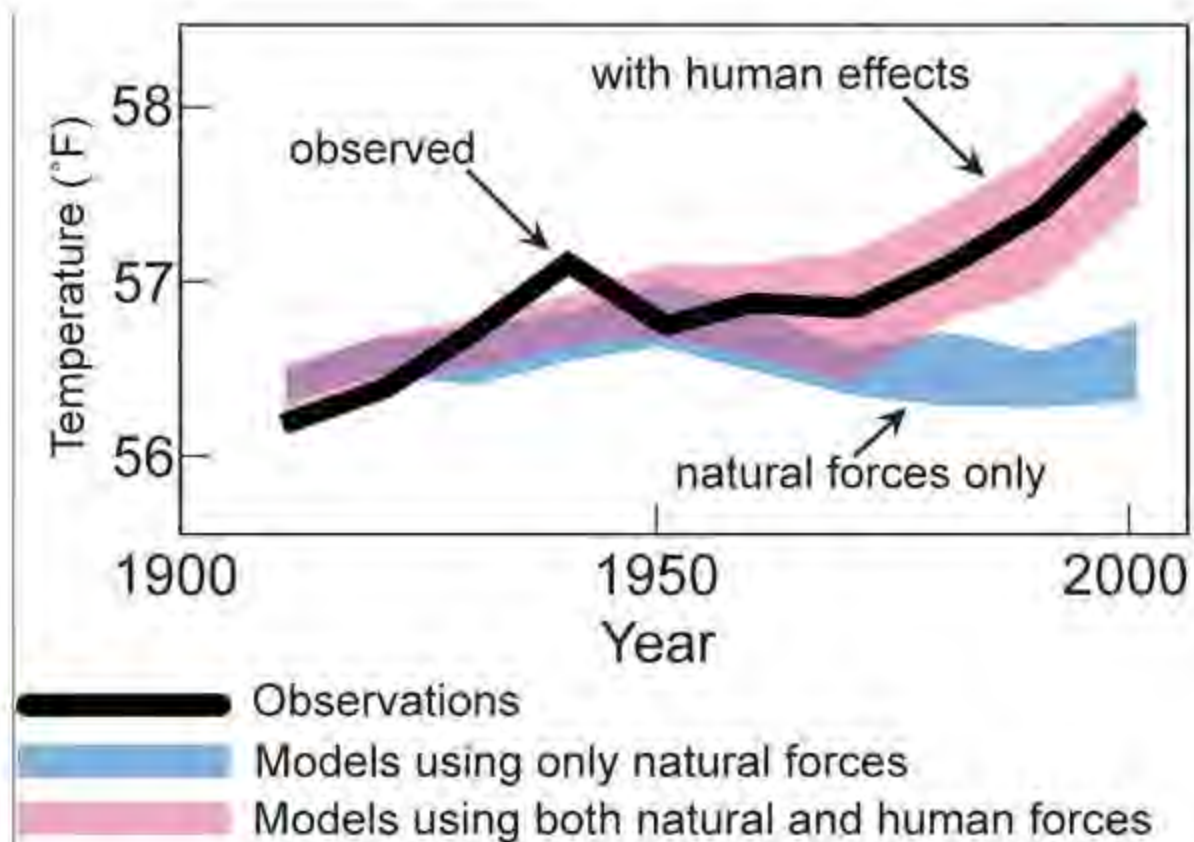 with human effects
observed
58
57
56
Temperature (˚F)
natural forces only
1900 1950 2000
Year
Observations
Models using only natural forces
Models using both natural and human forces